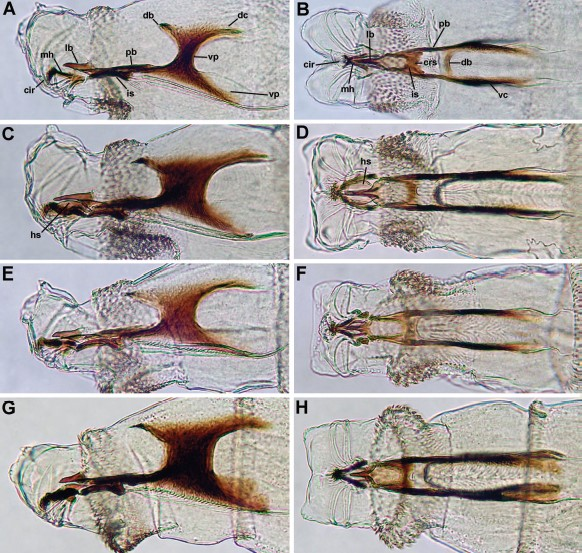 A
db
dc
lb
pb
mh
vp
cir
is
vp
B
lb
pb
cir
crs
db
mh
is
vc
C
hs
D
hs
E
F
G
H